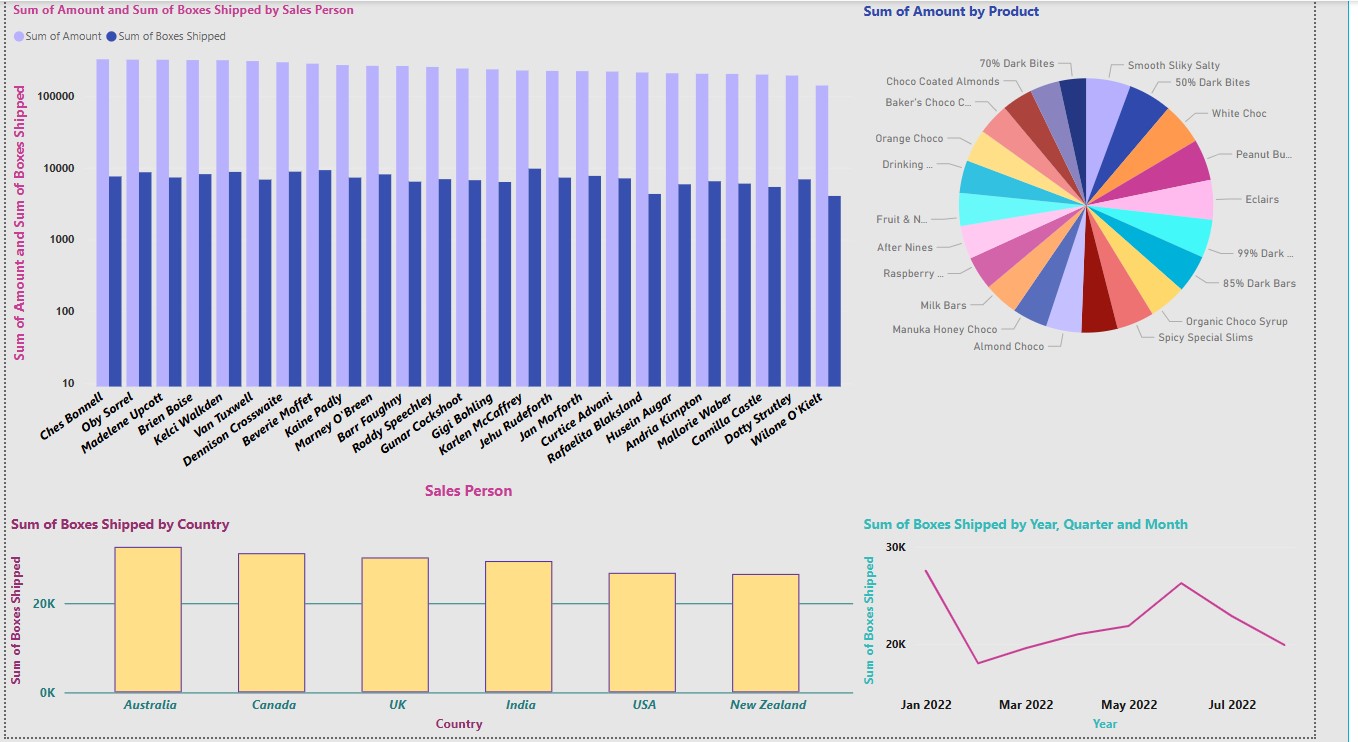 Sum of Amount and Sum of Boxes Shipped by Sales Person
Sum of Amount
Sum of Boxes Shipped
Sum of Amount and Sum of Boxes Shipped
100000
10000
1000
100
10
Ches Bonnell
Oby Sorrel
Madelene Upcott
Brien Boise
Kelci Walkden
Van Tuxwell
Dennison Crosswaite
Beverie Moffet
Kaine Padly
Marney O'Breen
Barr Faughny
Roddy Speechley
Gunar Cockshoot
Gigi Bohling
Karlen McCaffrey
Jehu Rudeforth
Jan Morforth
Curtice Advani
Rafaelita Blaksland
Husein Augar
Andria Kimpton
Mallorie Waber
Camilla Castle
Dotty Strutley
Wilone O'Kielt
Sales Person
Sum of Amount by Product
70% Dark Bites
Smooth Sliky Salty
Choco Coated Almonds
50% Dark Bites
Baker's Choco C...
White Choc
Orange Choco
Peanut Bu...
Drinking ...
Eclairs
Fruit & N...
After Nines
99% Dark ...
Raspberry ...
85% Dark Bars
Milk Bars
Organic Choco Syrup
Manuka Honey Choco
Spicy Special Slims
Almond Choco
Sum of Boxes Shipped by Country
Sum of Boxes Shipped
20K
0K
Australia
Canada
UK
India
USA
New Zealand
Country
Sum of Boxes Shipped by Year, Quarter and Month
Sum of Boxes Shipped
30K
20K
Jan 2022
Mar 2022
May 2022
Jul 2022
Year